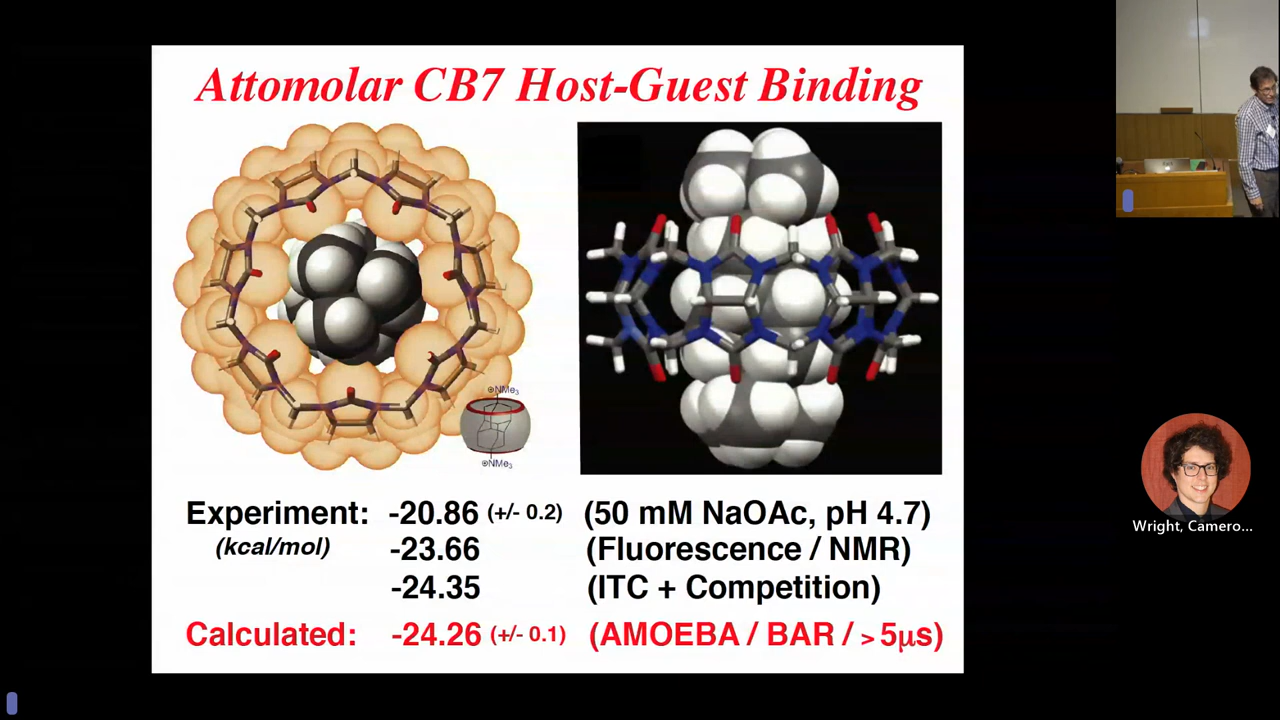 Attomolar CB7 Host-Guest Binding
⊕NMe₃
⊕NMe₃
Experiment: -20.86 (+/- 0.2) (50 mM NaOAc, pH 4.7)
(kcal/mol) -23.66 (Fluorescence / NMR)
-24.35 (ITC + Competition)
Calculated: -24.26 (+/- 0.1) (AMOEBA / BAR / > 5μs)
Wright, Camero...